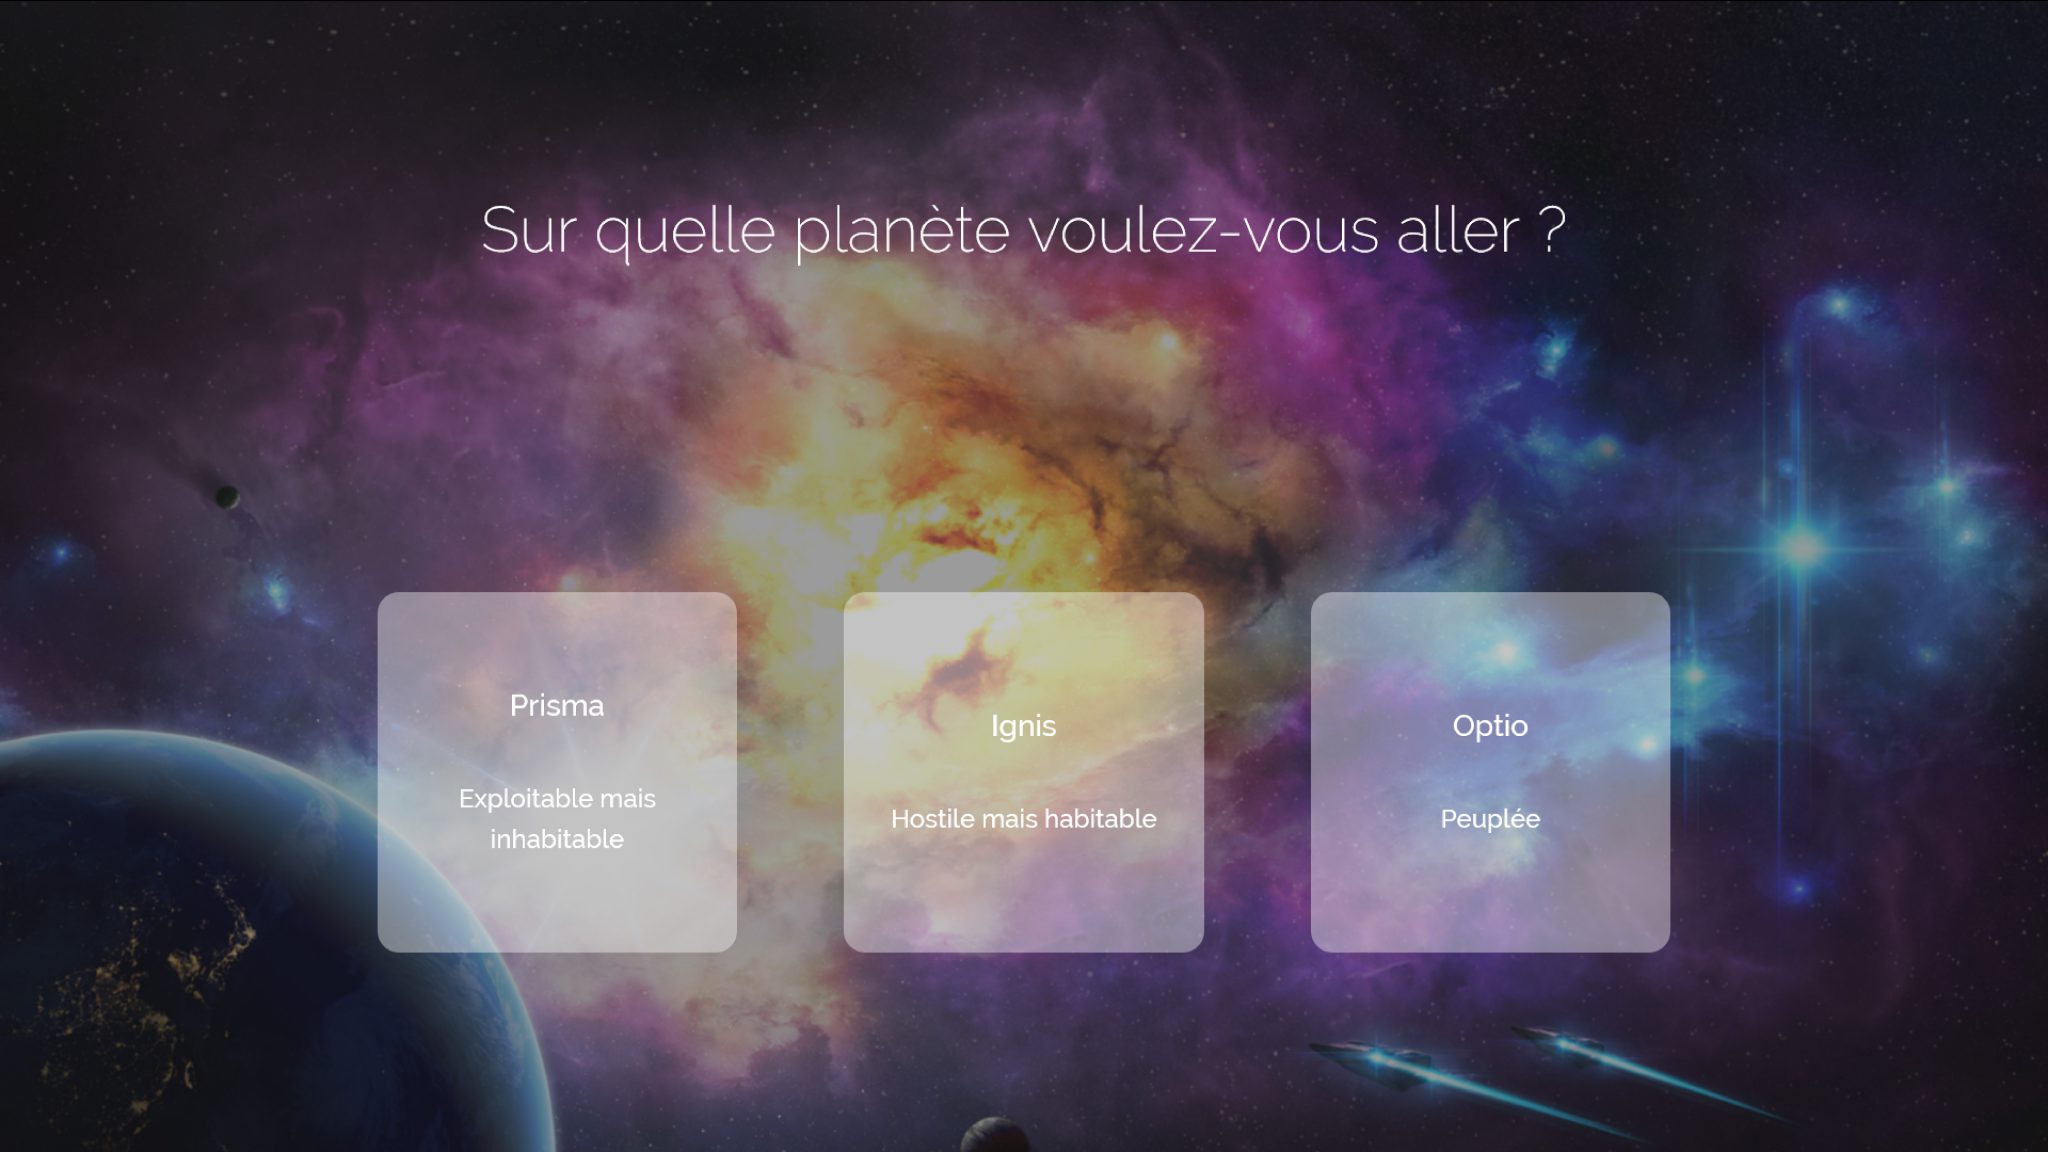 Sur quelle planète voulez-vous aller ?
Prisma
Exploitable mais
inhabitable
Ignis
Hostile mais habitable
Optio
Peuplée